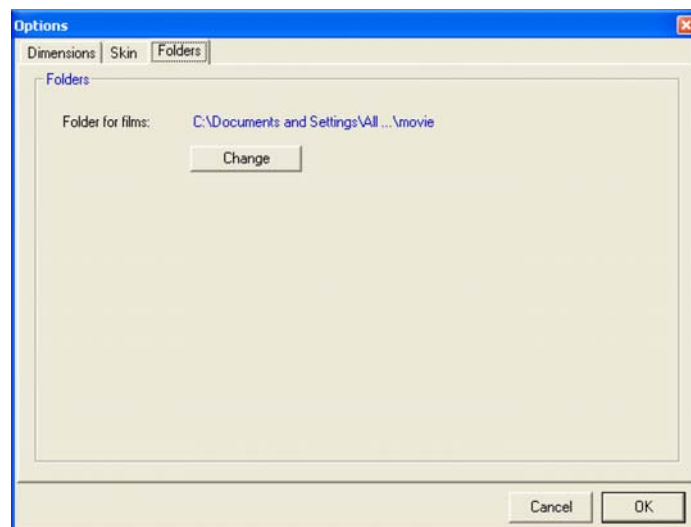 Options
Dimensions Skin Folders
Folders
Folder for films: C:\Documents and Settings\All ...\movie
Change
Cancel OK